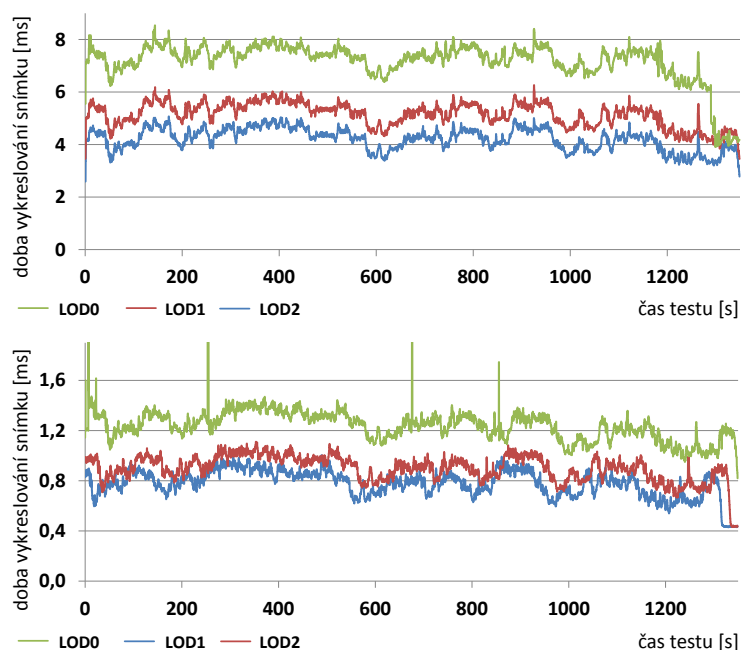 doba vykreslování snímku [ms]
8
6
4
2
0
0 200 400 600 800 1000 1200
LOD0 LOD1 LOD2 čas testu [s]
doba vykreslování snímku [ms]
1,6
1,2
0,8
0,4
0,0
0 200 400 600 800 1000 1200
LOD0 LOD1 LOD2 čas testu [s]